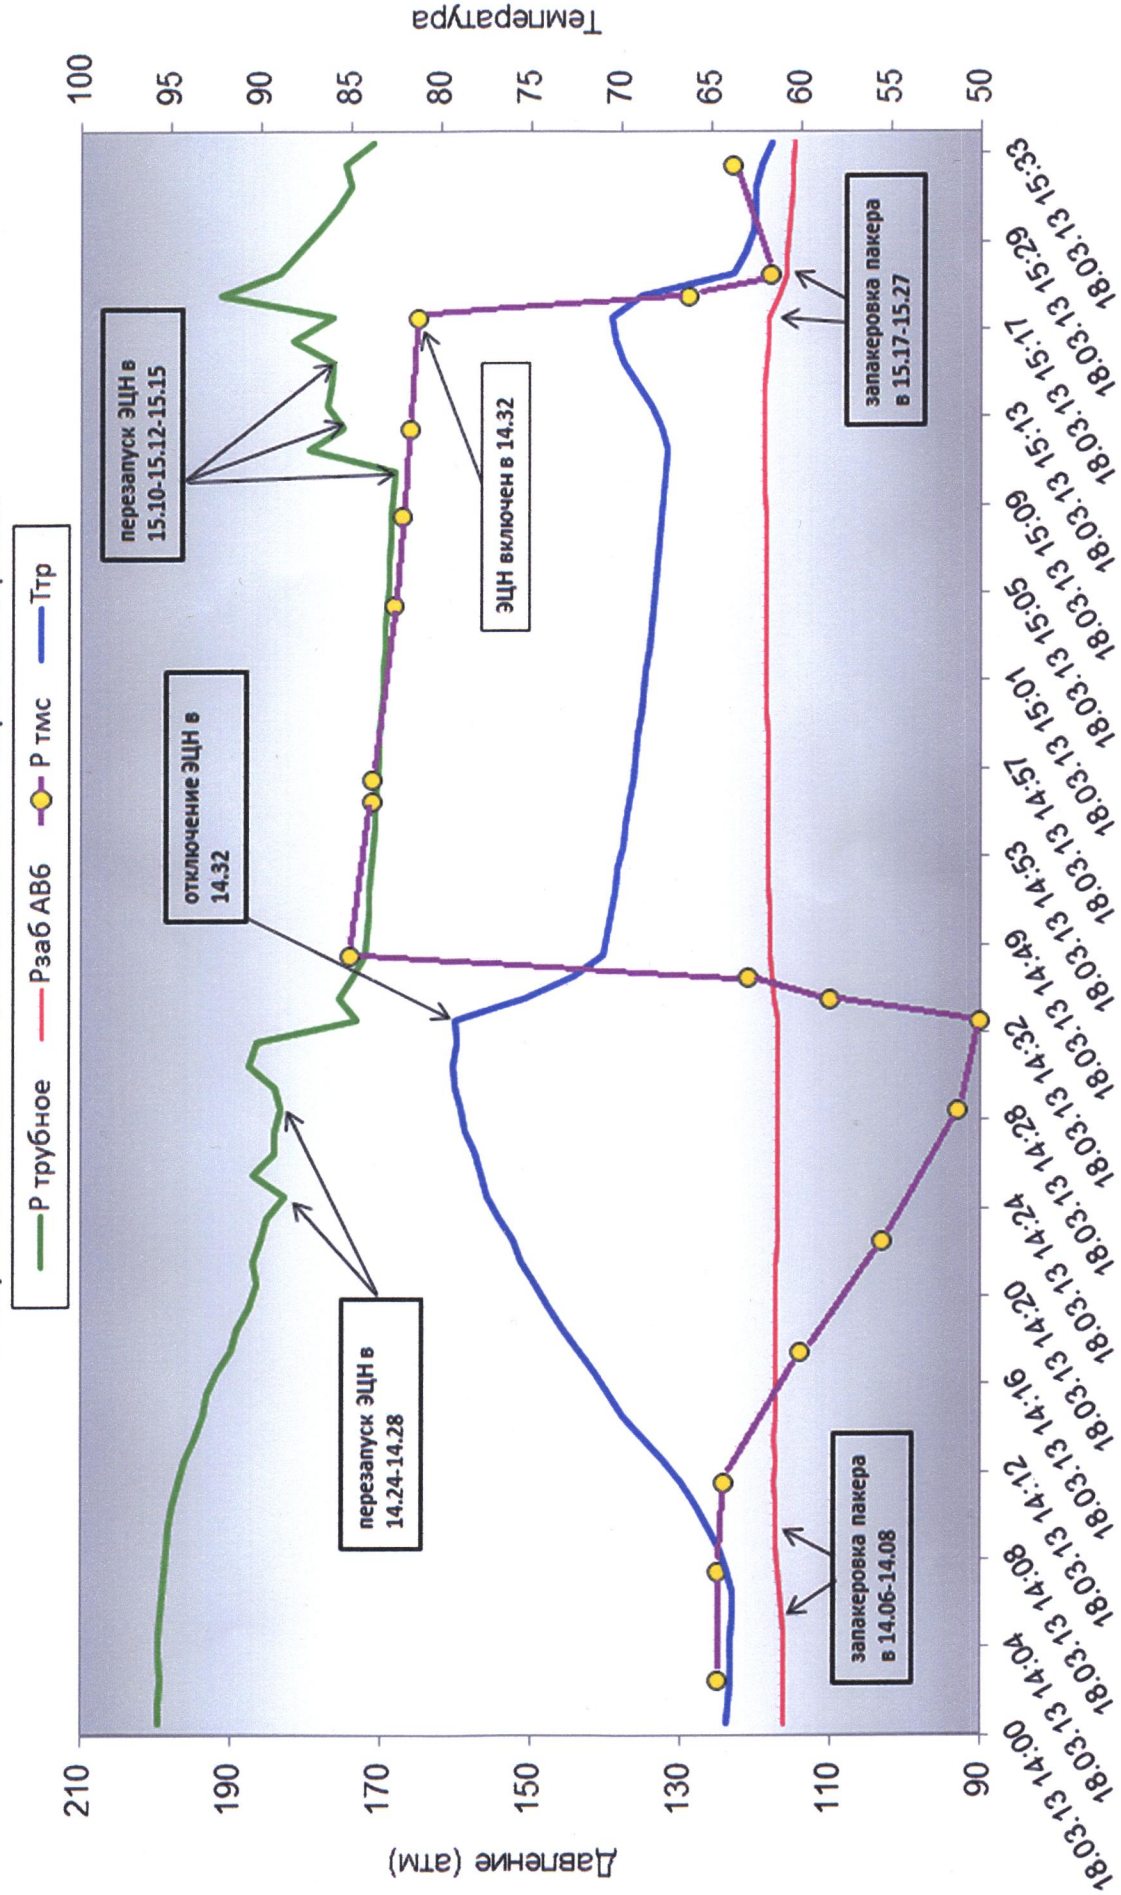 Р трубное
Рзаб АВ6
Р тмс
Ттр
Давление (атм)
210
190
170
150
130
110
90
Температура
100
95
90
85
80
75
70
65
60
55
50
перезапуск ЭЦН в
14.24-14.28
отключение ЭЦН в
14.32
перезапуск ЭЦН в
15.10-15.12-15.15
ЭЦН включен в 14.32
запакеровка пакера
в 14.06-14.08
запакеровка пакера
в 15.17-15.27
18.03.13 14:00
18.03.13 14:04
18.03.13 14:08
18.03.13 14:12
18.03.13 14:16
18.03.13 14:20
18.03.13 14:24
18.03.13 14:28
18.03.13 14:32
18.03.13 14:49
18.03.13 14:53
18.03.13 14:57
18.03.13 15:01
18.03.13 15:05
18.03.13 15:09
18.03.13 15:13
18.03.13 15:17
18.03.13 15:29
18.03.13 15:33